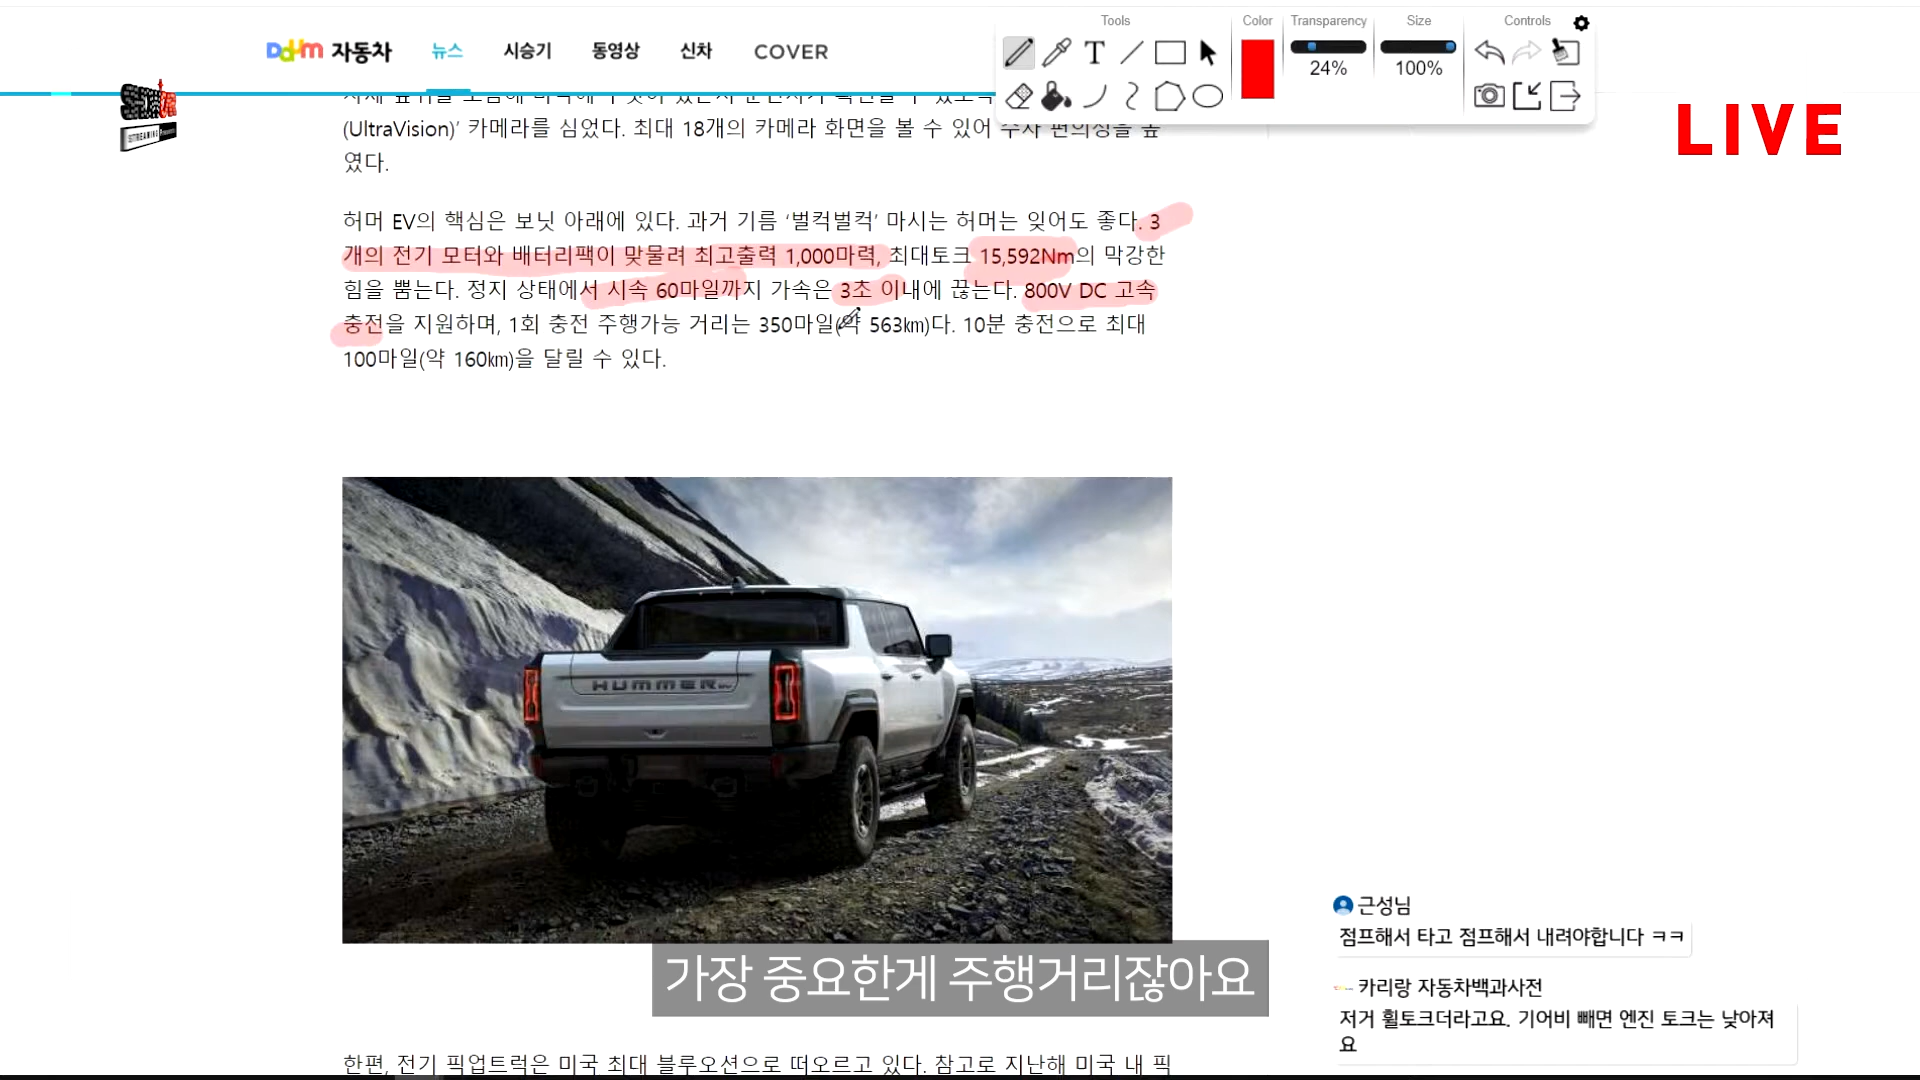 Tools
Color
Transparency
Size
Controls
Daum 자동차
뉴스
시승기
동영상
신차
COVER
T
24%
100%
LIVE
(UltraVision)’ 카메라를 심었다. 최대 18개의 카메라 화면을 볼 수 있어 주차 편의성을 높
였다.
허머 EV의 핵심은 보닛 아래에 있다. 과거 기름 ‘벌컥벌컥’ 마시는 허머는 잊어도 좋다. 3
개의 전기 모터와 배터리팩이 맞물려 최고출력 1,000마력, 최대토크 15,592Nm의 막강한
힘을 뿜는다. 정지 상태에서 시속 60마일까지 가속은 3초 이내에 끊는다. 800V DC 고속
충전을 지원하며, 1회 충전 주행가능 거리는 350마일(약 563㎞)다. 10분 충전으로 최대
100마일(약 160㎞)을 달릴 수 있다.
HUMMER EV
근성님
점프해서 타고 점프해서 내려야합니다 ㅋㅋ
가장 중요한게 주행거리잖아요
카리랑 자동차백과사전
저거 휠토크더라고요. 기어비 빼면 엔진 토크는 낮아져
요
한편, 전기 픽업트럭은 미국 최대 블루오션으로 떠오르고 있다. 참고로 지난해 미국 내 픽